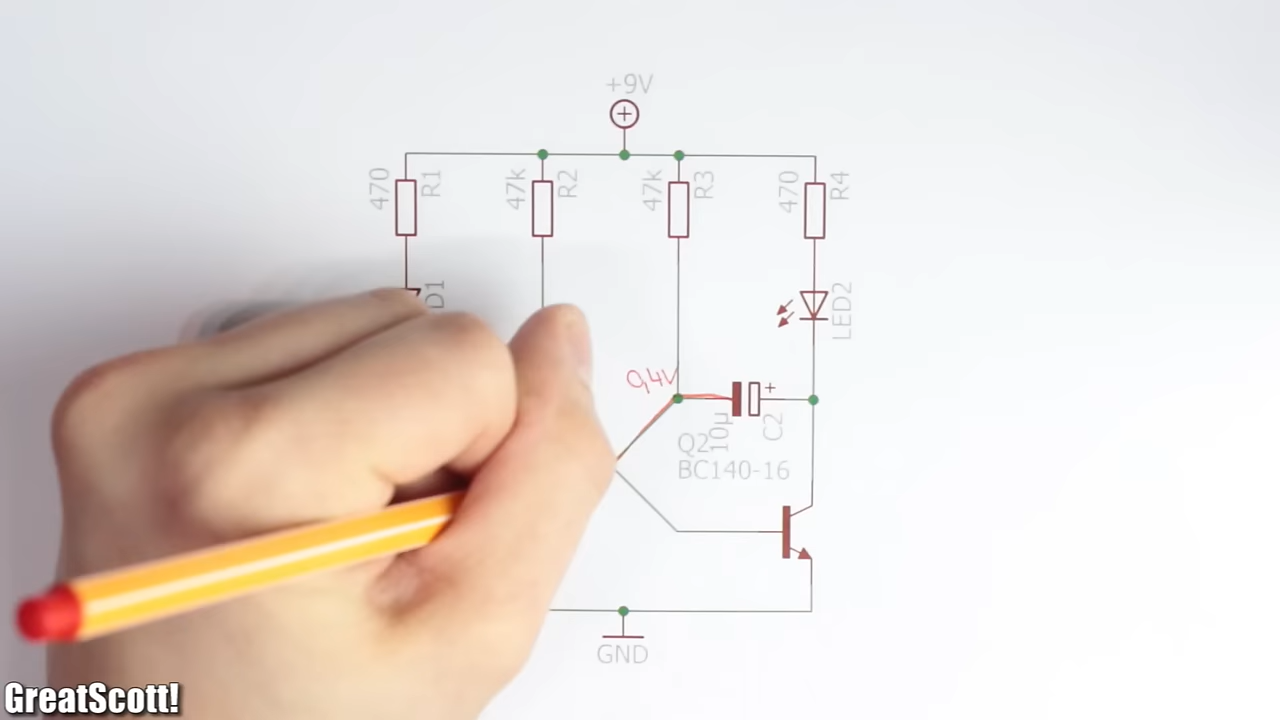 +9V
470
R1
47k
R2
47k
R3
470
R4
D1
LED2
0,4V
+
10µ
C2
Q2
BC140-16
GND
GreatScott!